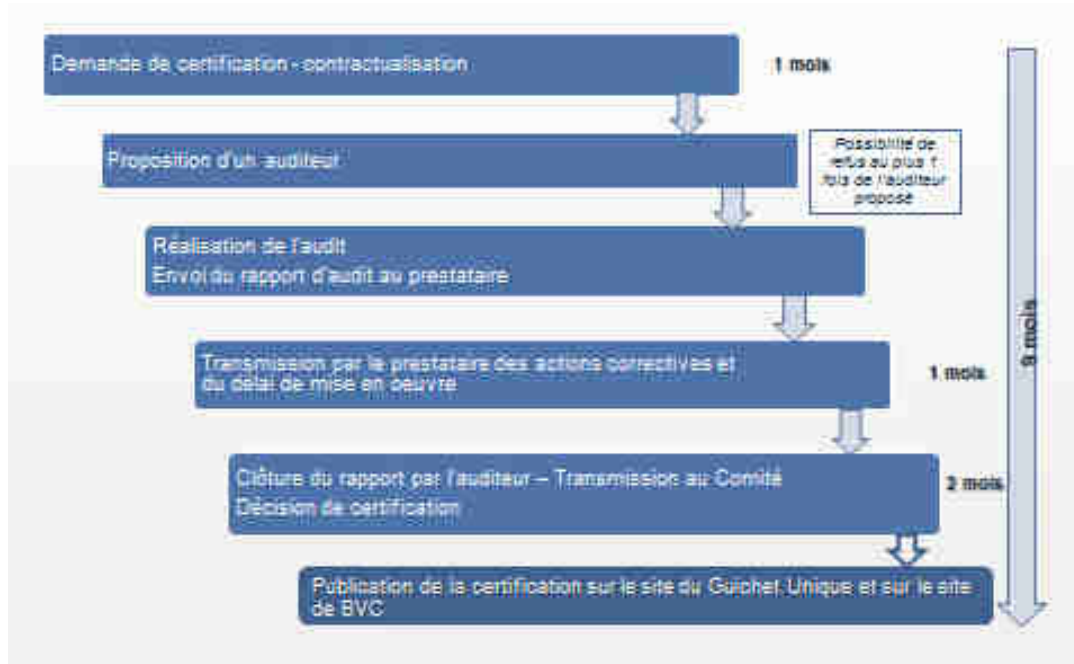 Demande de certification - contractualisation
1 mois
Proposition d'un auditeur
Possibilité de
refus au plus 1
fois de l'auditeur
proposé
Réalisation de l'audit
Envoi du rapport d'audit au prestataire
Transmission par le prestataire des actions correctives et
du délai de mise en oeuvre
1 mois
9 mois
Clôture du rapport par l'auditeur – Transmission au Comité
Décision de certification
2 mois
Publication de la certification sur le site du Guichet Unique et sur le site
de BVC